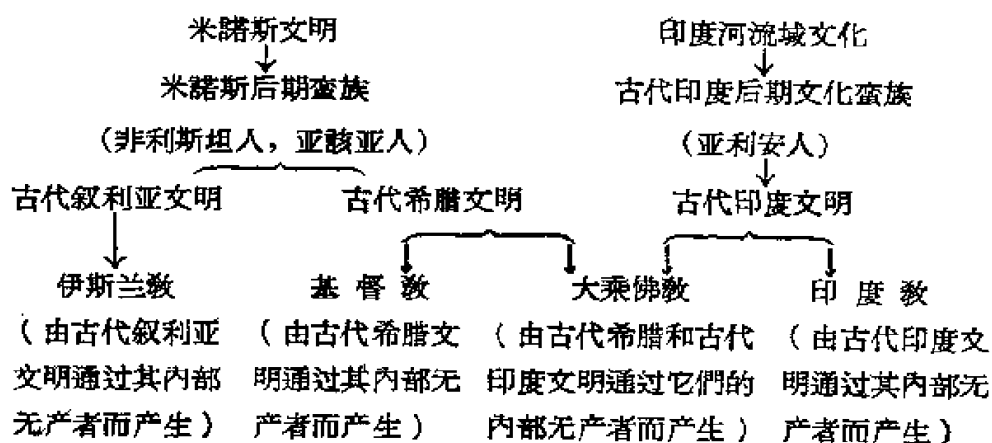 米諾斯文明 印度河流域文化
米諾斯后期蛮族 古代印度后期文化蛮族
（非利斯坦人，亚該亚人） （亚利安人）
古代叙利亚文明 古代希腊文明 古代印度文明
伊斯兰教 基督教 大乘佛教 印度教
（由古代叙利亚 （由古代希腊文 （由古代希腊和古代 （由古代印度文
文明通过其内部 明通过其内部无 印度文明通过它們的 明通过其内部无
无产者而产生） 产者而产生） 内部无产者而产生） 产者而产生）